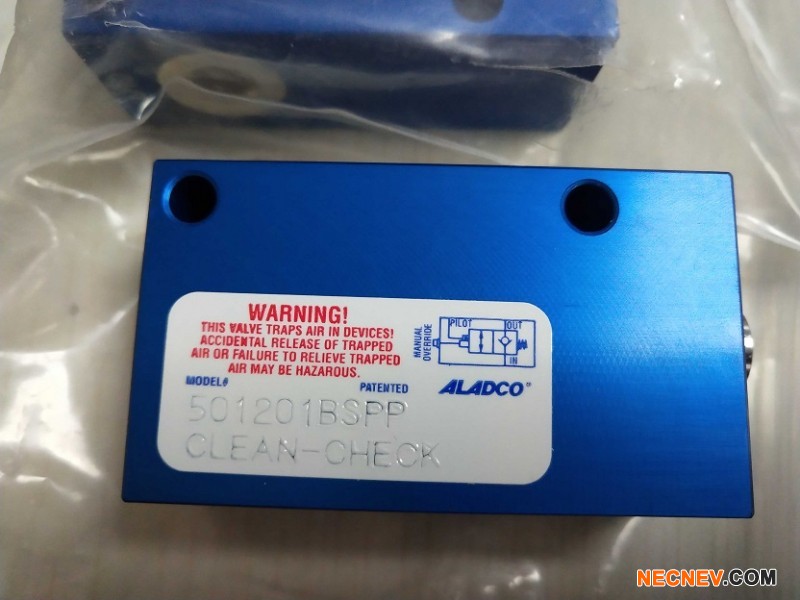 WARNING!
THIS VALVE TRAPS AIR IN DEVICES!
ACCIDENTAL RELEASE OF TRAPPED
AIR OR FAILURE TO RELIEVE TRAPPED
AIR MAY BE HAZARDOUS.
MANUAL
OVERRIDE
PILOT
OUT
IN
MODEL#
PATENTED
ALADCO®
501201BSPP
CLEAN-CHECK
NECNEV.COM